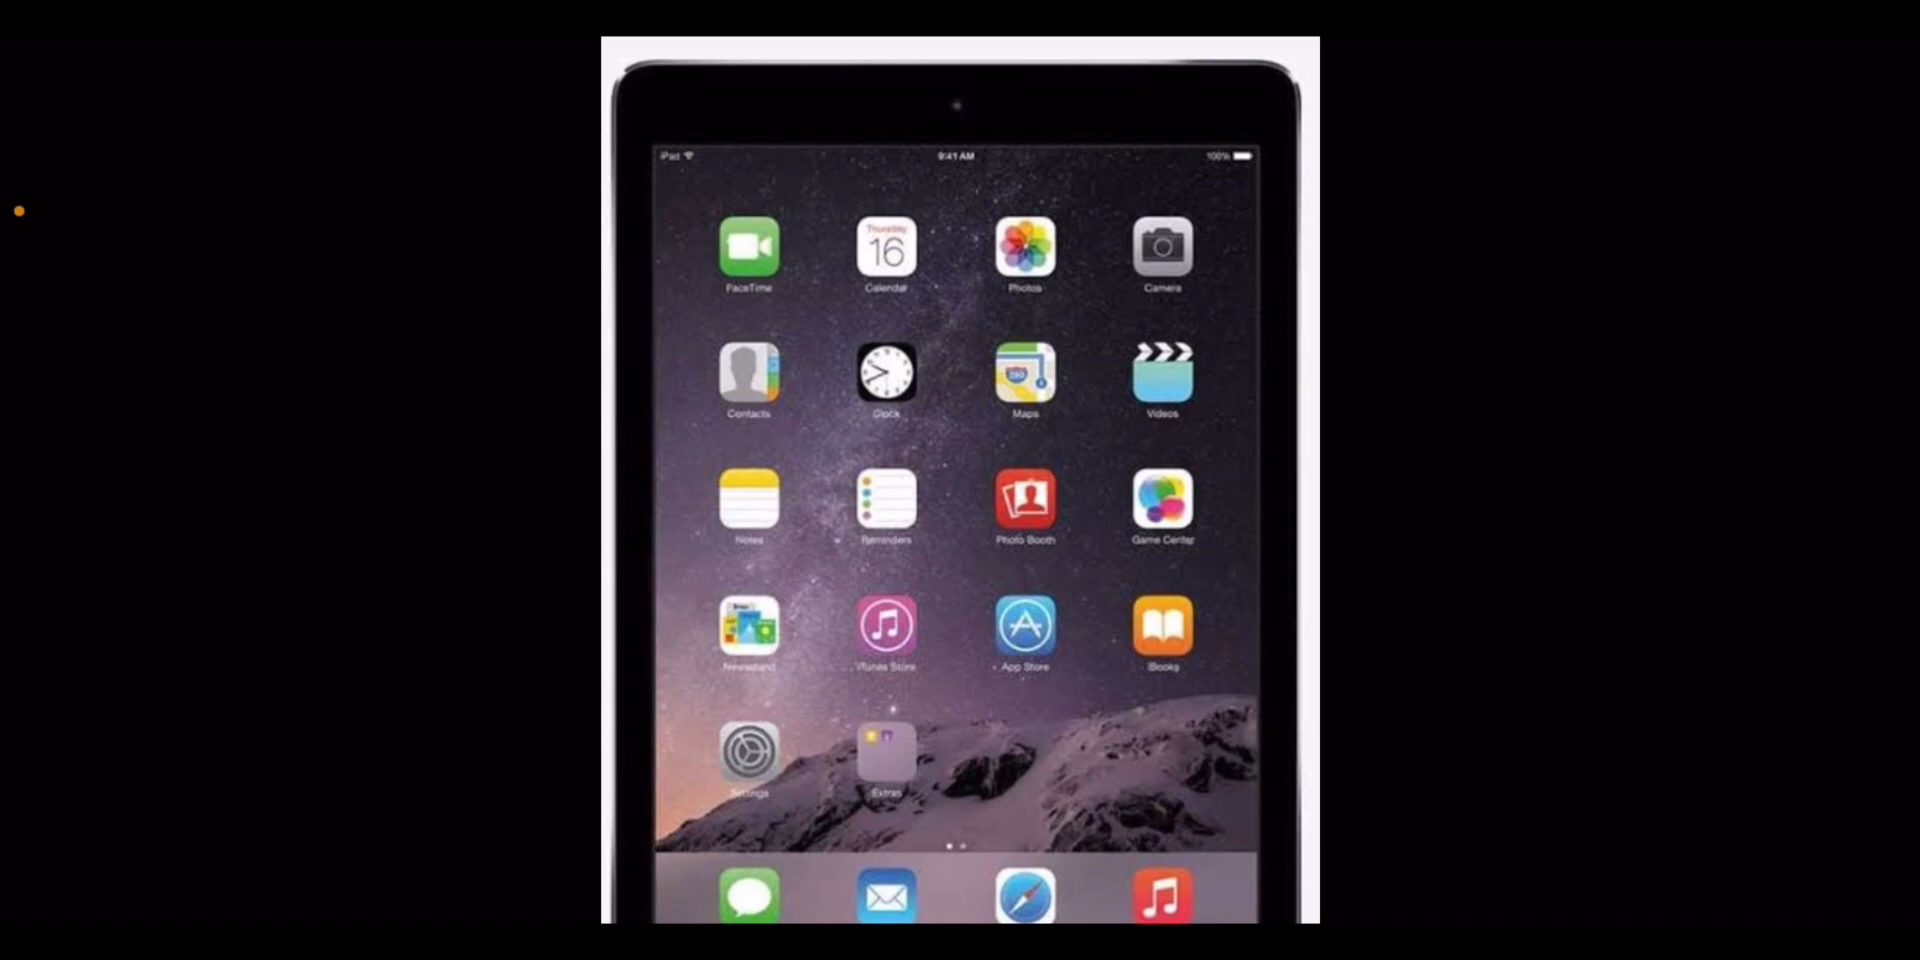 iPad 9:41 AM 100%
Thursday
16
FaceTime Calendar Photos Camera
280
Contacts Clock Maps Videos
Notes Reminders Photo Booth Game Center
Newsstand iTunes Store App Store iBooks
Settings Extras